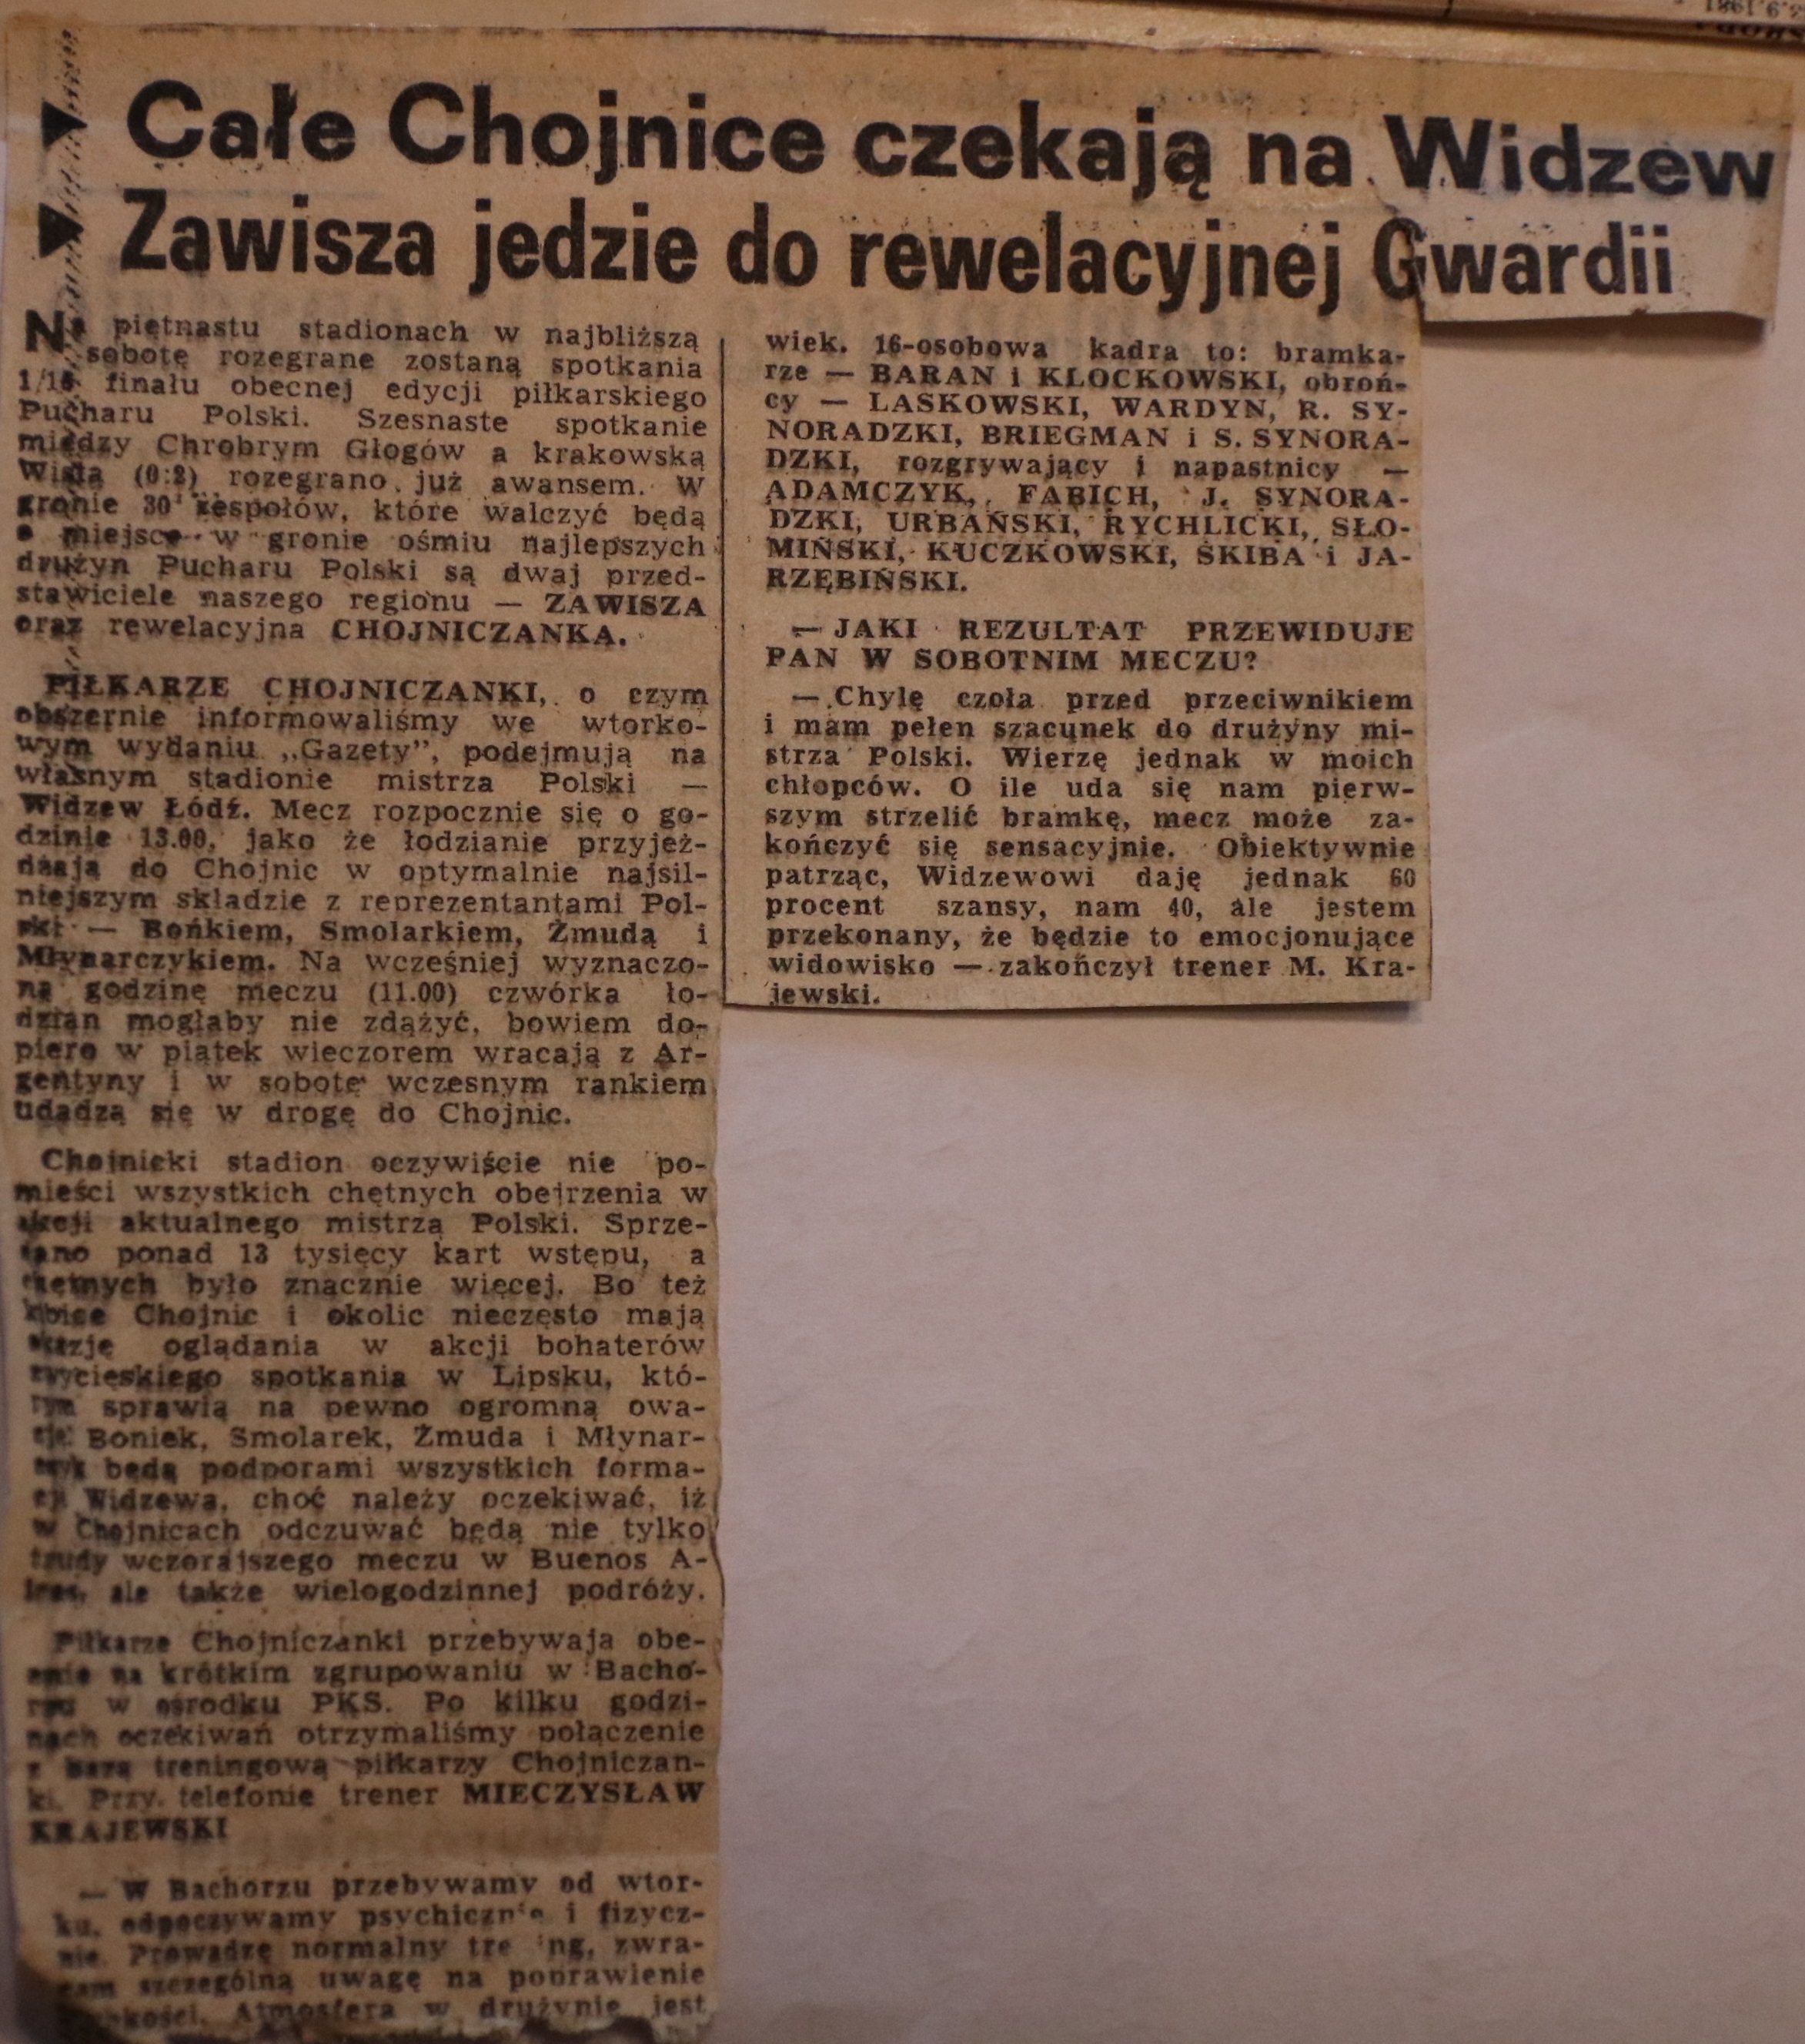 Całe Chojnice czekają na Widzew
Zawisza jedzie do rewelacyjnej Gwardii
Na piętnastu stadionach w najbliższą
sobotę rozegrane zostaną spotkania
1/16 finału obecnej edycji piłkarskiego
Pucharu Polski. Szesnaste spotkanie
między Chrobrym Głogów a krakowską
Wisłą (0:2) rozegrano już awansem. W
gronie 30 zespołów, które walczyć będą
o miejsce w gronie ośmiu najlepszych
drużyn Pucharu Polski są dwaj przed-
stawiciele naszego regionu — ZAWISZA
oraz rewelacyjna CHOJNICZANKA.
PIŁKARZE CHOJNICZANKI, o czym
obszernie informowaliśmy we wtorko-
wym wydaniu „Gazety”, podejmują na
własnym stadionie mistrza Polski —
Widzew Łódź. Mecz rozpocznie się o go-
dzinie 13.00, jako że łodzianie przyjeż-
dżają do Chojnic w optymalnie najsil-
niejszym składzie z reprezentantami Pol-
ski — Bońkiem, Smolarkiem, Żmudą i
Młynarczykiem. Na wcześniej wyznaczo-
ną godzinę meczu (11.00) czwórka ło-
dzian mogłaby nie zdążyć, bowiem do-
piero w piątek wieczorem wracają z Ar-
gentyny i w sobotę wczesnym rankiem
udadzą się w drogę do Chojnic.
Chojnicki stadion oczywiście nie po-
mieści wszystkich chętnych obejrzenia w
akcji aktualnego mistrza Polski. Sprze-
dano ponad 13 tysięcy kart wstępu, a
chętnych było znacznie więcej. Bo też
kibice Chojnic i okolic nieczęsto mają
okazję oglądania w akcji bohaterów
zwycięskiego spotkania w Lipsku, któ-
rym sprawią na pewno ogromną owa-
cję. Boniek, Smolarek, Żmuda i Młynar-
czyk będą podporami wszystkich forma-
cji Widzewa, choć należy oczekiwać, iż
w Chojnicach odczuwać będą nie tylko
trudy wczorajszego meczu w Buenos A-
ires, ale także wielogodzinnej podróży.
Piłkarze Chojniczanki przebywają obe-
cnie na krótkim zgrupowaniu w Bacho-
rzu w ośrodku PKS. Po kilku godzi-
nach oczekiwań otrzymaliśmy połączenie
z bazą treningową piłkarzy Chojniczan-
ki. Przy telefonie trener MIECZYSŁAW
KRAJEWSKI
— W Bachorzu przebywamy od wtor-
ku, odpoczywamy psychicznie i fizycz-
nie. Prowadzę normalny trening, zwra-
cam szczególną uwagę na poprawienie
Atmosfera w drużynie jest
wiek. 16-osobowa kadra to: bramka-
rze — BARAN i KLOCKOWSKI, obroń-
cy — LASKOWSKI, WARDYN, R. SY-
NORADZKI, BRIEGMAN i S. SYNORA-
DZKI, rozgrywający i napastnicy —
ADAMCZYK, FABICH, J. SYNORA-
DZKI, URBAŃSKI, RYCHLICKI, SŁO-
MIŃSKI, KUCZKOWSKI, SKIBA i JA-
RZĘBIŃSKI.
— JAKI REZULTAT PRZEWIDUJE
PAN W SOBOTNIM MECZU?
— Chylę czoła przed przeciwnikiem
i mam pełen szacunek do drużyny mi-
strza Polski. Wierzę jednak w moich
chłopców. O ile uda się nam pierw-
szym strzelić bramkę, mecz może za-
kończyć się sensacyjnie. Obiektywnie
patrząc, Widzewowi daję jednak 60
procent szansy, nam 40, ale jestem
przekonany, że będzie to emocjonujące
widowisko — zakończył trener M. Kra-
jewski.